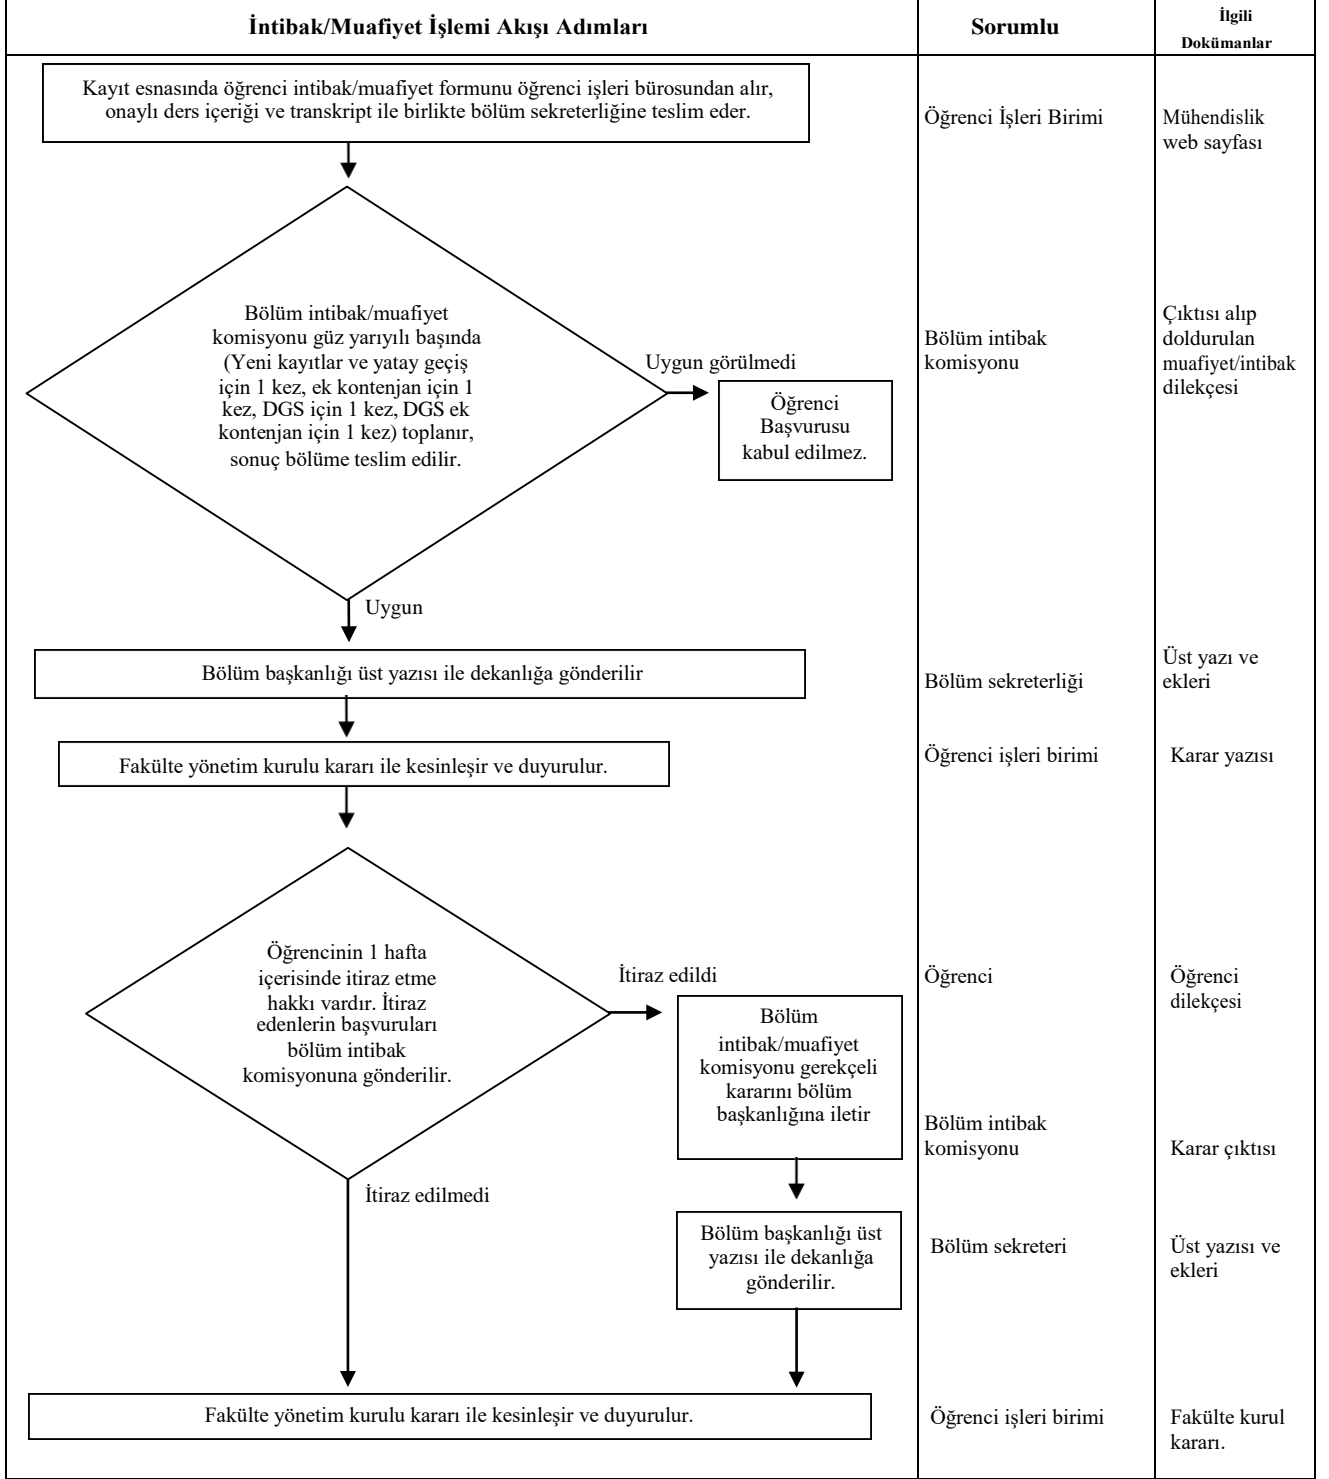 İntibak/Muafiyet İşlemi Akışı Adımları
Sorumlu
İlgili
Dokümanlar
Kayıt esnasında öğrenci intibak/muafiyet formunu öğrenci işleri bürosundan alır,
onaylı ders içeriği ve transkript ile birlikte bölüm sekreterliğine teslim eder.
Öğrenci İşleri Birimi
Mühendislik
web sayfası
Bölüm intibak/muafiyet
komisyonu güz yarıyılı başında
(Yeni kayıtlar ve yatay geçiş
için 1 kez, ek kontenjan için 1
kez, DGS için 1 kez, DGS ek
kontenjan için 1 kez) toplanır,
sonuç bölüme teslim edilir.
Uygun görülmedi
Öğrenci
Başvurusu
kabul edilmez.
Bölüm intibak
komisyonu
Çıktısı alıp
doldurulan
muafiyet/intibak
dilekçesi
Uygun
Bölüm başkanlığı üst yazısı ile dekanlığa gönderilir
Bölüm sekreterliği
Üst yazı ve
ekleri
Fakülte yönetim kurulu kararı ile kesinleşir ve duyurulur.
Öğrenci işleri birimi
Karar yazısı
Öğrencinin 1 hafta
içerisinde itiraz etme
hakkı vardır. İtiraz
edenlerin başvuruları
bölüm intibak
komisyonuna gönderilir.
İtiraz edildi
Öğrenci
Öğrenci
dilekçesi
Bölüm
intibak/muafiyet
komisyonu gerekçeli
kararını bölüm
başkanlığına iletir
Bölüm intibak
komisyonu
Karar çıktısı
İtiraz edilmedi
Bölüm başkanlığı üst
yazısı ile dekanlığa
gönderilir.
Bölüm sekreteri
Üst yazısı ve
ekleri
Fakülte yönetim kurulu kararı ile kesinleşir ve duyurulur.
Öğrenci işleri birimi
Fakülte kurul
kararı.